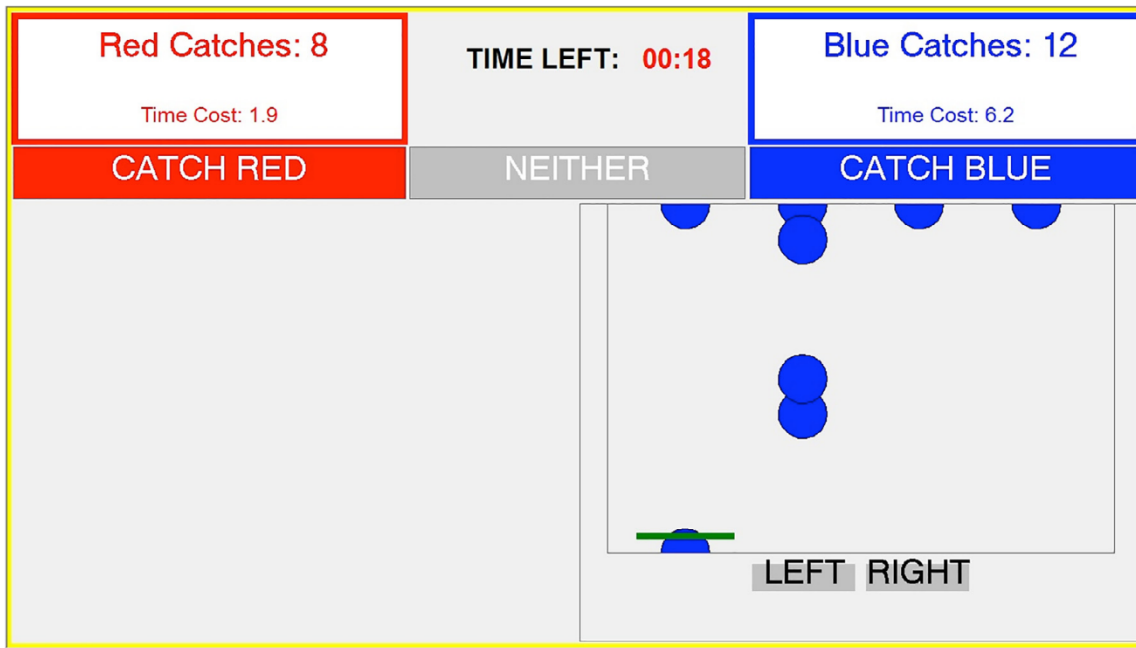 Red Catches: 8
Time Cost: 1.9
TIME LEFT: 00:18
Blue Catches: 12
Time Cost: 6.2
CATCH RED
NEITHER
CATCH BLUE
LEFT
RIGHT